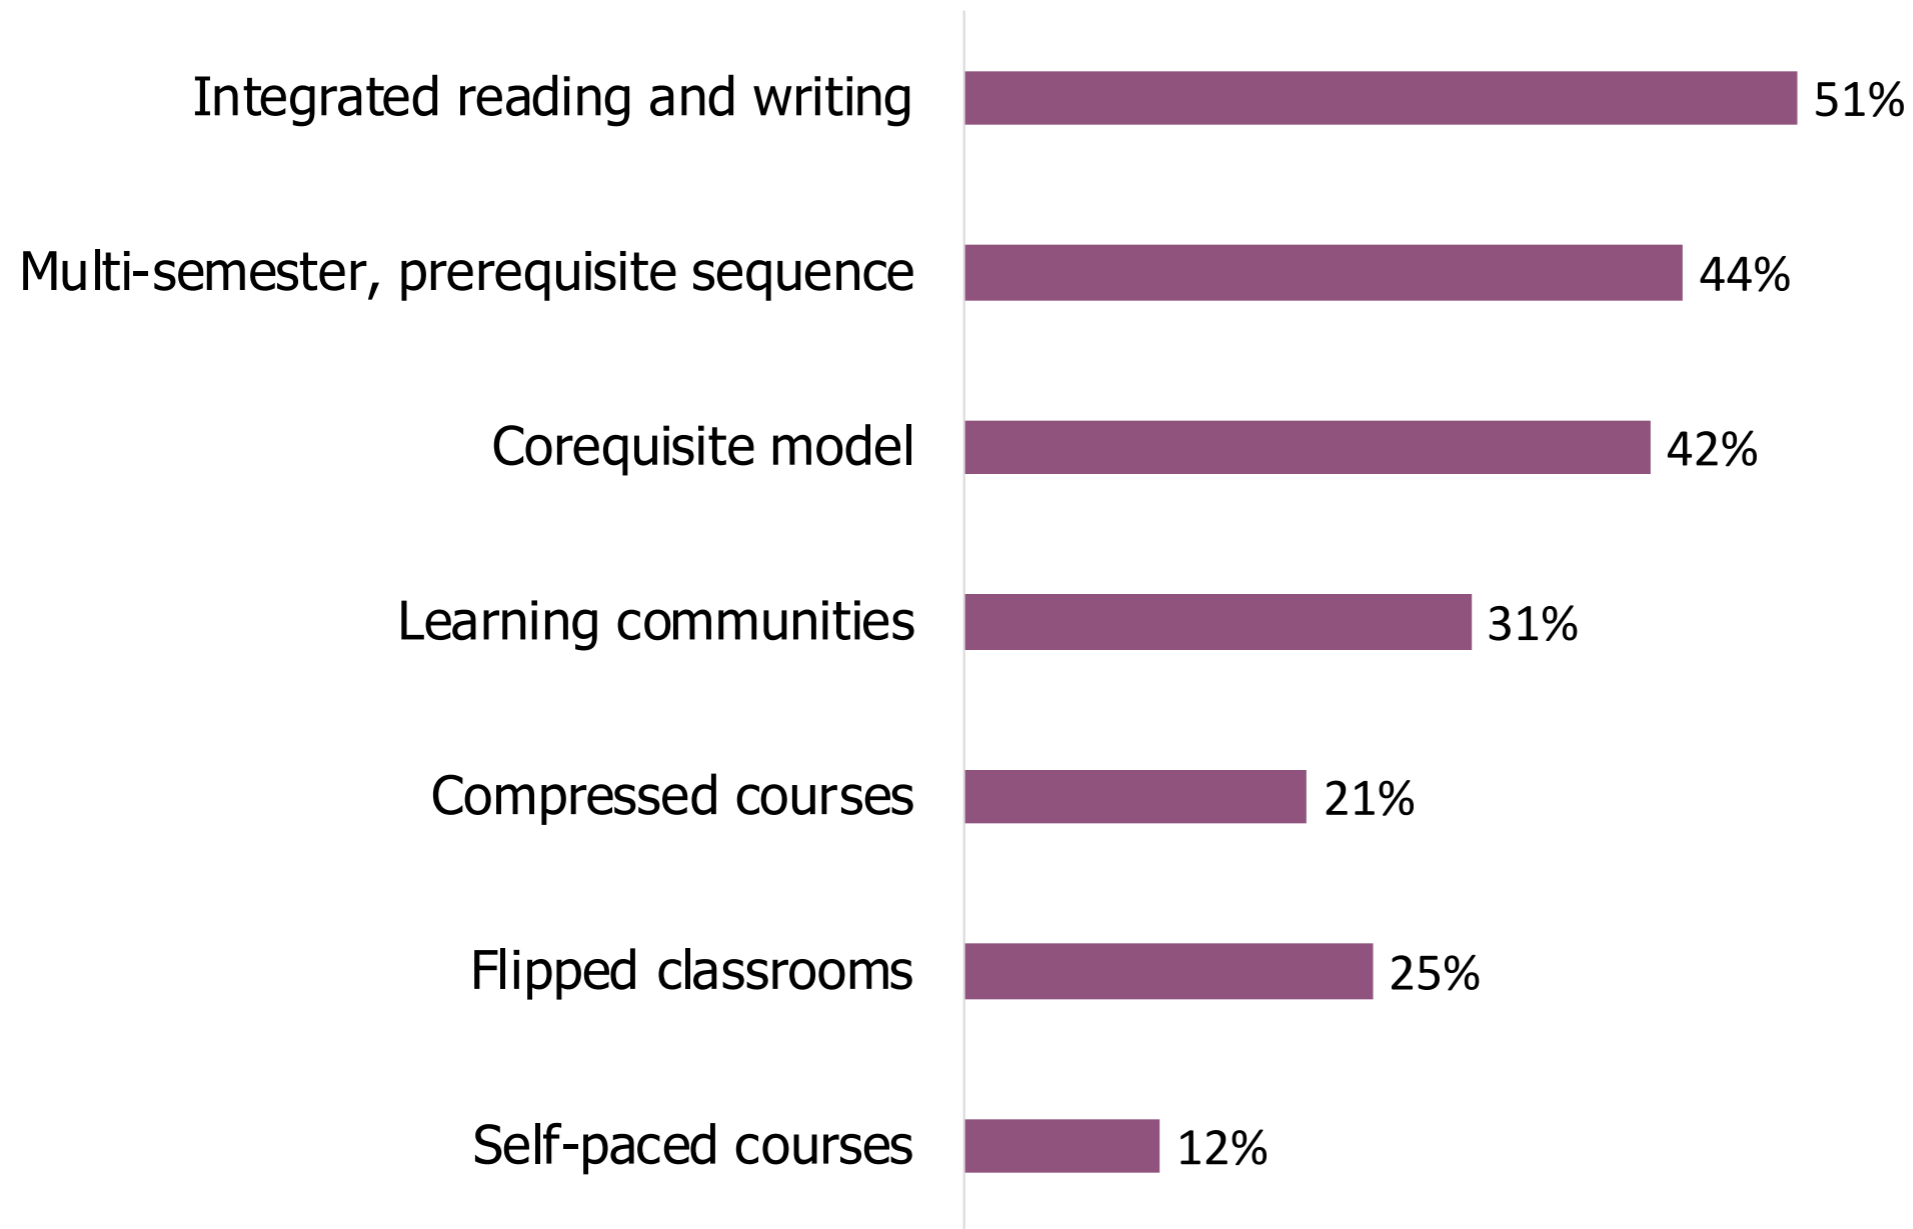 Integrated reading and writing 51%
Multi-semester, prerequisite sequence 44%
Corequisite model 42%
Learning communities 31%
Compressed courses 21%
Flipped classrooms 25%
Self-paced courses 12%